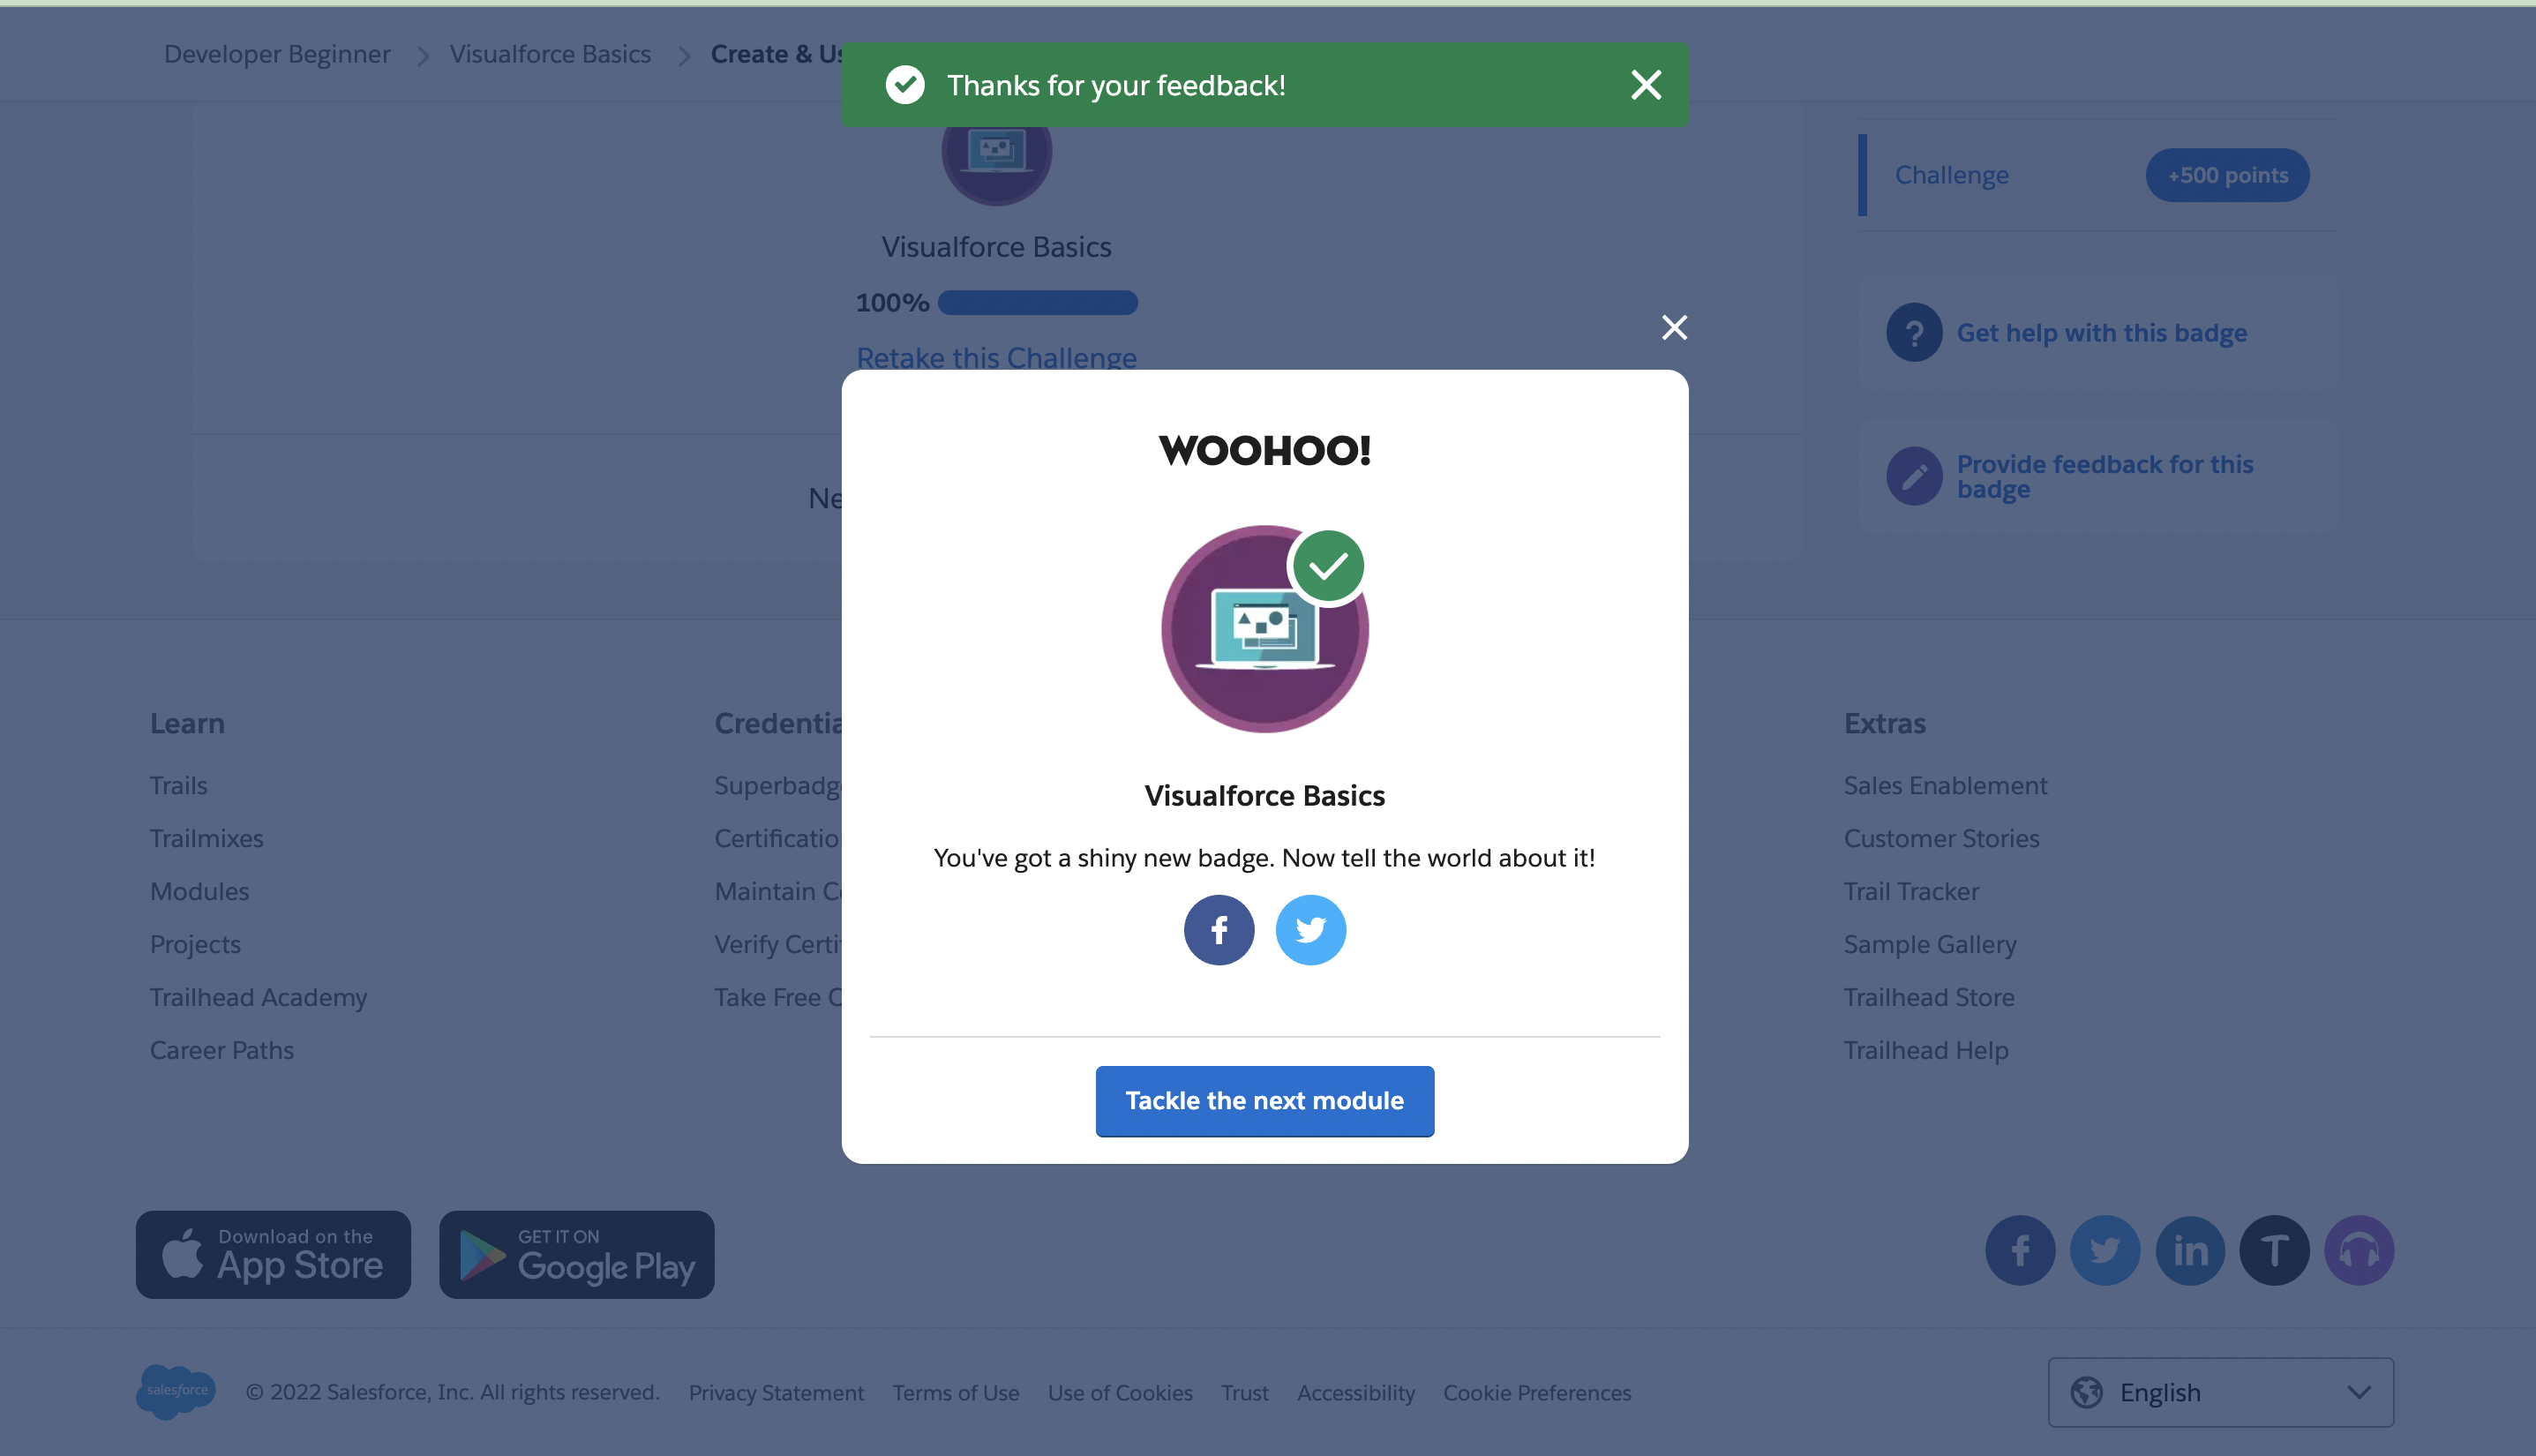 Developer Beginner
Visualforce Basics
Create & Us
Thanks for your feedback!
Challenge
+500 points
Visualforce Basics
100%
Retake this Challenge
Get help with this badge
Provide feedback for this
badge
Ne
WOOHOO!
Visualforce Basics
You've got a shiny new badge. Now tell the world about it!
Tackle the next module
Learn
Trails
Trailmixes
Modules
Projects
Trailhead Academy
Career Paths
Credentia
Superbadg
Certificatio
Maintain C
Verify Certi
Take Free C
Extras
Sales Enablement
Customer Stories
Trail Tracker
Sample Gallery
Trailhead Store
Trailhead Help
Download on the
App Store
GET IT ON
Google Play
salesforce
© 2022 Salesforce, Inc. All rights reserved.
Privacy Statement
Terms of Use
Use of Cookies
Trust
Accessibility
Cookie Preferences
English